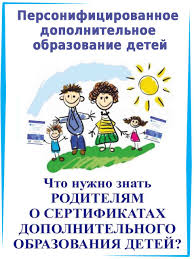 Персонифицированное
дополнительное
образование детей
Что нужно знать
РОДИТЕЛЯМ
О СЕРТИФИКАТАХ
ДОПОЛНИТЕЛЬНОГО
ОБРАЗОВАНИЯ ДЕТЕЙ?